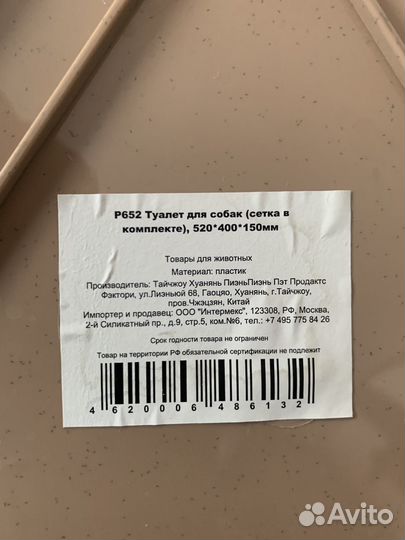 P652 Туалет для собак (сетка в
комплекте), 520*400*150мм
Товары для животных
Материал: пластик
Производитель: Тайчжоу Хуанянь ПиэньПиэнь Пэт Продактс
Фэктори, ул.Лиэньюй 68, Гаоцяо, Хуанянь, г.Тайчжоу,
пров.Чжэцзян, Китай
Импортер и продавец: ООО "Интермекс", 123308, РФ, Москва,
2-й Силикатный пр., д.9, стр.5, ком.№6, тел.: +7 495 775 84 26
Срок годности товара не ограничен
Товар на территории РФ обязательной сертификации не подлежит
4 620006 486132
Avito